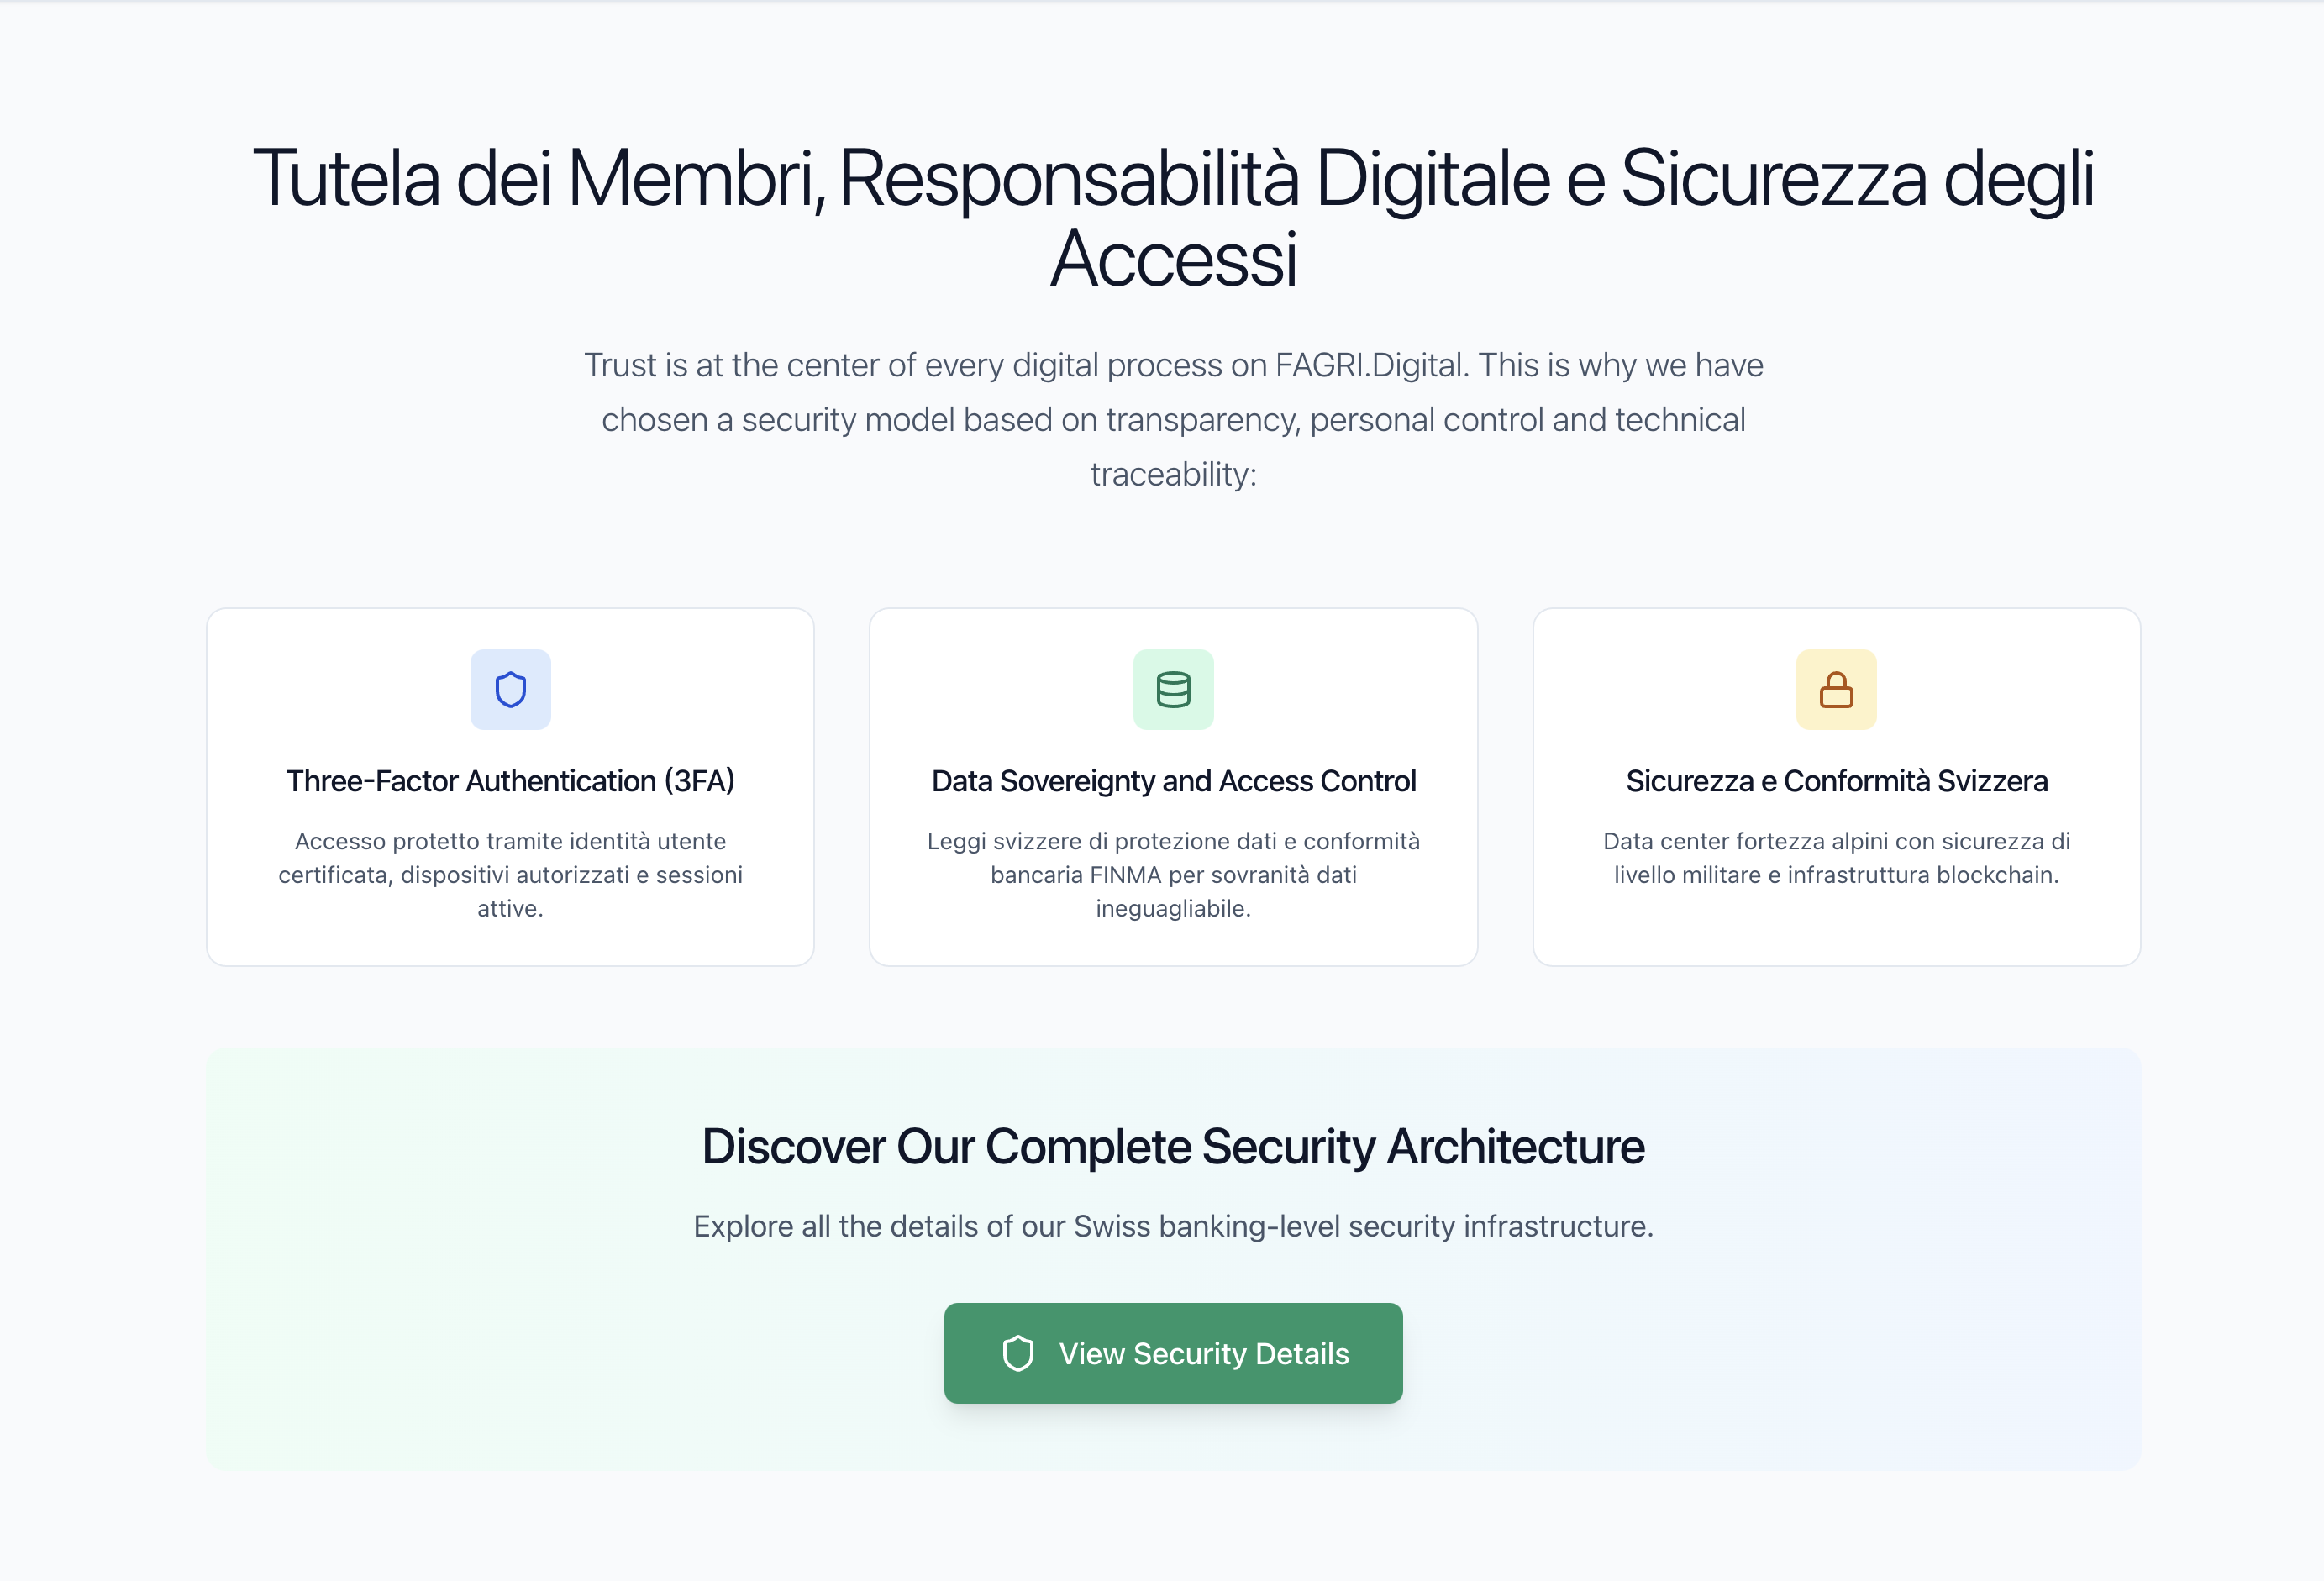 Tutela dei Membri, Responsabilità Digitale e Sicurezza degli
Accessi
Trust is at the center of every digital process on FAGRI.Digital. This is why we have
chosen a security model based on transparency, personal control and technical
traceability:
Three-Factor Authentication (3FA)
Accesso protetto tramite identità utente
certificata, dispositivi autorizzati e sessioni
attive.
Data Sovereignty and Access Control
Leggi svizzere di protezione dati e conformità
bancaria FINMA per sovranità dati
ineguagliabile.
Sicurezza e Conformità Svizzera
Data center fortezza alpini con sicurezza di
livello militare e infrastruttura blockchain.
Discover Our Complete Security Architecture
Explore all the details of our Swiss banking-level security infrastructure.
View Security Details